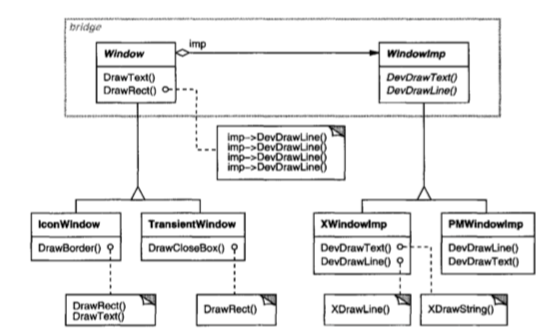 bridge
Window
imp
WindowImp
DrawText()
DrawRect()
DevDrawText()
DevDrawLine()
imp->DevDrawLine()
imp->DevDrawLine()
imp->DevDrawLine()
imp->DevDrawLine()
IconWindow
TransientWindow
XWindowImp
PMWindowImp
DrawBorder()
DrawCloseBox()
DevDrawText()
DevDrawLine()
DevDrawLine()
DevDrawText()
DrawRect()
DrawText()
DrawRect()
XDrawLine()
XDrawString()